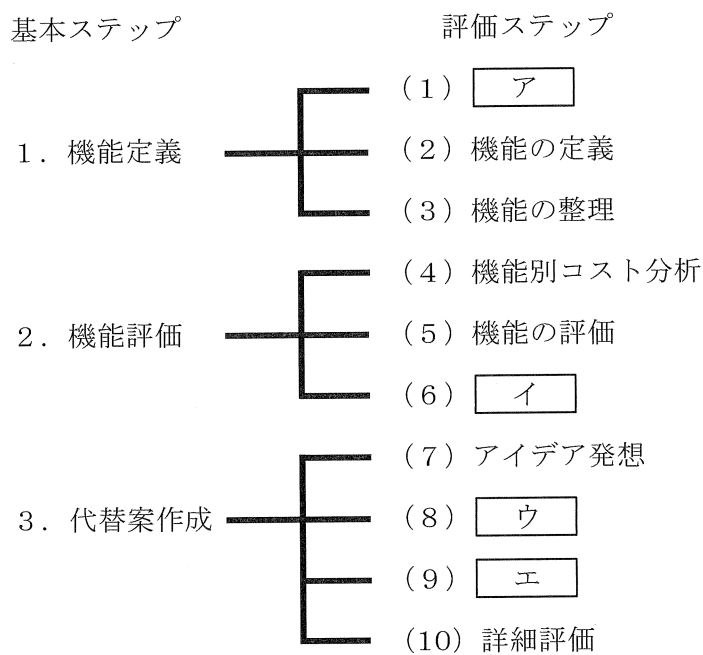 基本ステップ 評価ステップ
(1) ア
1. 機能定義 (2) 機能の定義
(3) 機能の整理
(4) 機能別コスト分析
2. 機能評価 (5) 機能の評価
(6) イ
(7) アイデア発想
3. 代替案作成 (8) ウ
(9) エ
(10) 詳細評価